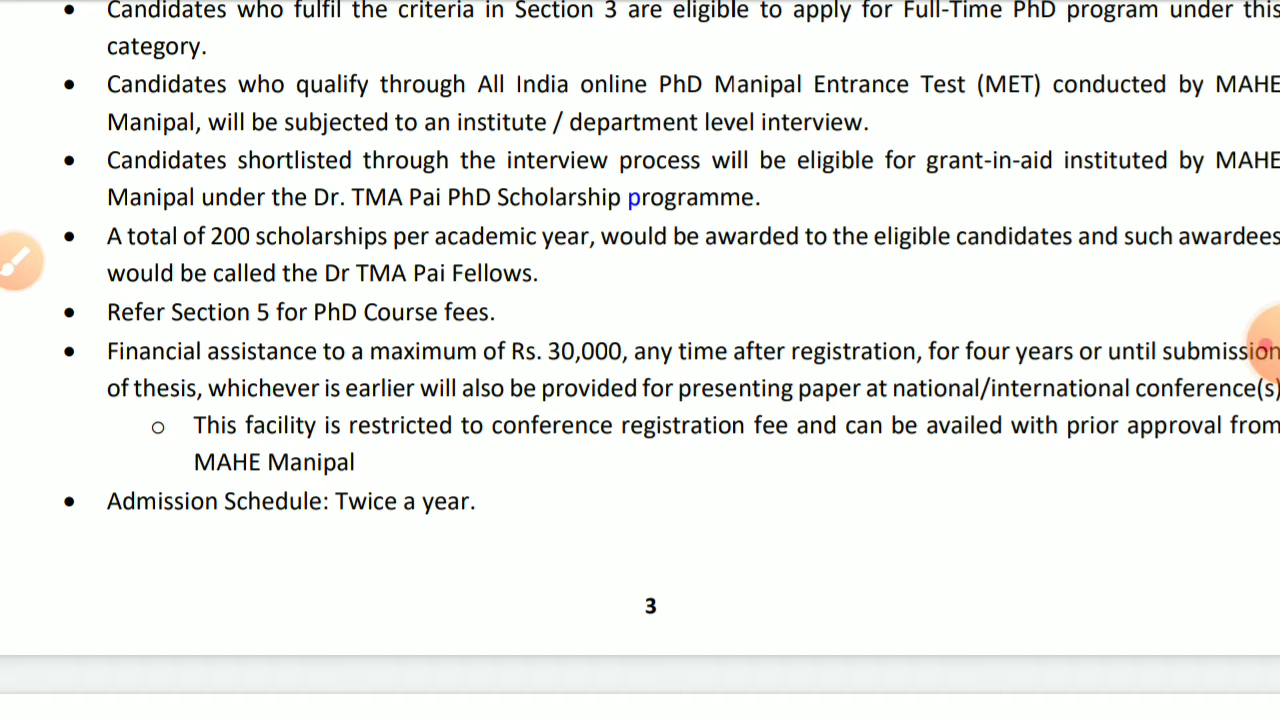 • Candidates who fulfil the criteria in Section 3 are eligible to apply for Full-Time PhD program under this
category.
• Candidates who qualify through All India online PhD Manipal Entrance Test (MET) conducted by MAHE
Manipal, will be subjected to an institute / department level interview.
• Candidates shortlisted through the interview process will be eligible for grant-in-aid instituted by MAHE
Manipal under the Dr. TMA Pai PhD Scholarship programme.
• A total of 200 scholarships per academic year, would be awarded to the eligible candidates and such awardees
would be called the Dr TMA Pai Fellows.
• Refer Section 5 for PhD Course fees.
• Financial assistance to a maximum of Rs. 30,000, any time after registration, for four years or until submission
of thesis, whichever is earlier will also be provided for presenting paper at national/international conference(s)
o This facility is restricted to conference registration fee and can be availed with prior approval from
MAHE Manipal
• Admission Schedule: Twice a year.
3